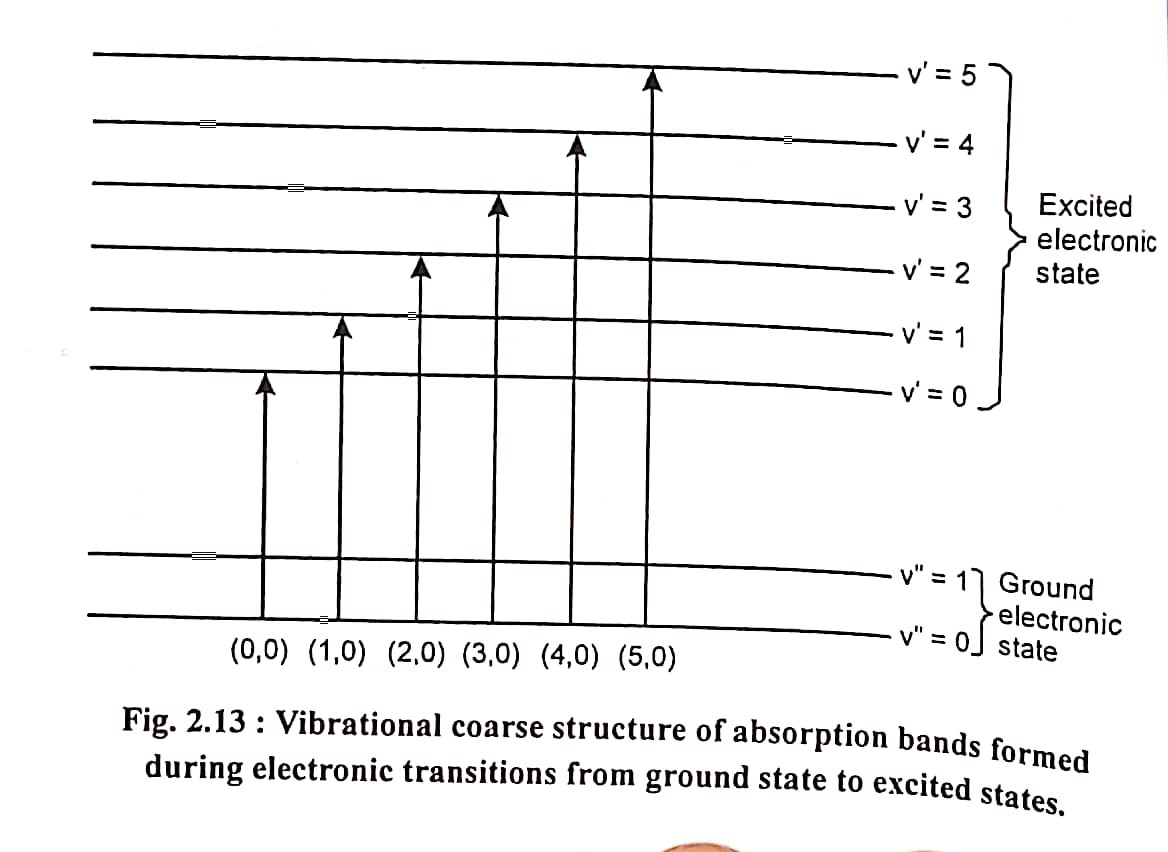 v' = 5
v' = 4
v' = 3
v' = 2
v' = 1
v' = 0
Excited
electronic
state
v" = 1
v" = 0
Ground
electronic
state
(0,0) (1,0) (2,0) (3,0) (4,0) (5,0)
Fig. 2.13 : Vibrational coarse structure of absorption bands formed
during electronic transitions from ground state to excited states.